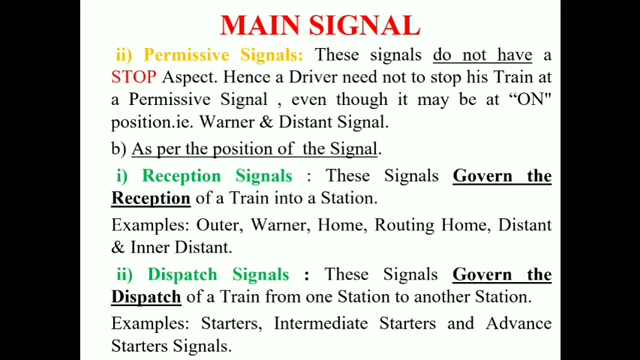 MAIN SIGNAL
ii) Permissive Signals: These signals do not have a
STOP Aspect. Hence a Driver need not to stop his Train at
a Permissive Signal , even though it may be at “ON"
position.ie. Warner & Distant Signal.
b) As per the position of the Signal.
i) Reception Signals : These Signals Govern the
Reception of a Train into a Station.
Examples: Outer, Warner, Home, Routing Home, Distant
& Inner Distant.
ii) Dispatch Signals : These Signals Govern the
Dispatch of a Train from one Station to another Station.
Examples: Starters, Intermediate Starters and Advance
Starters Signals.